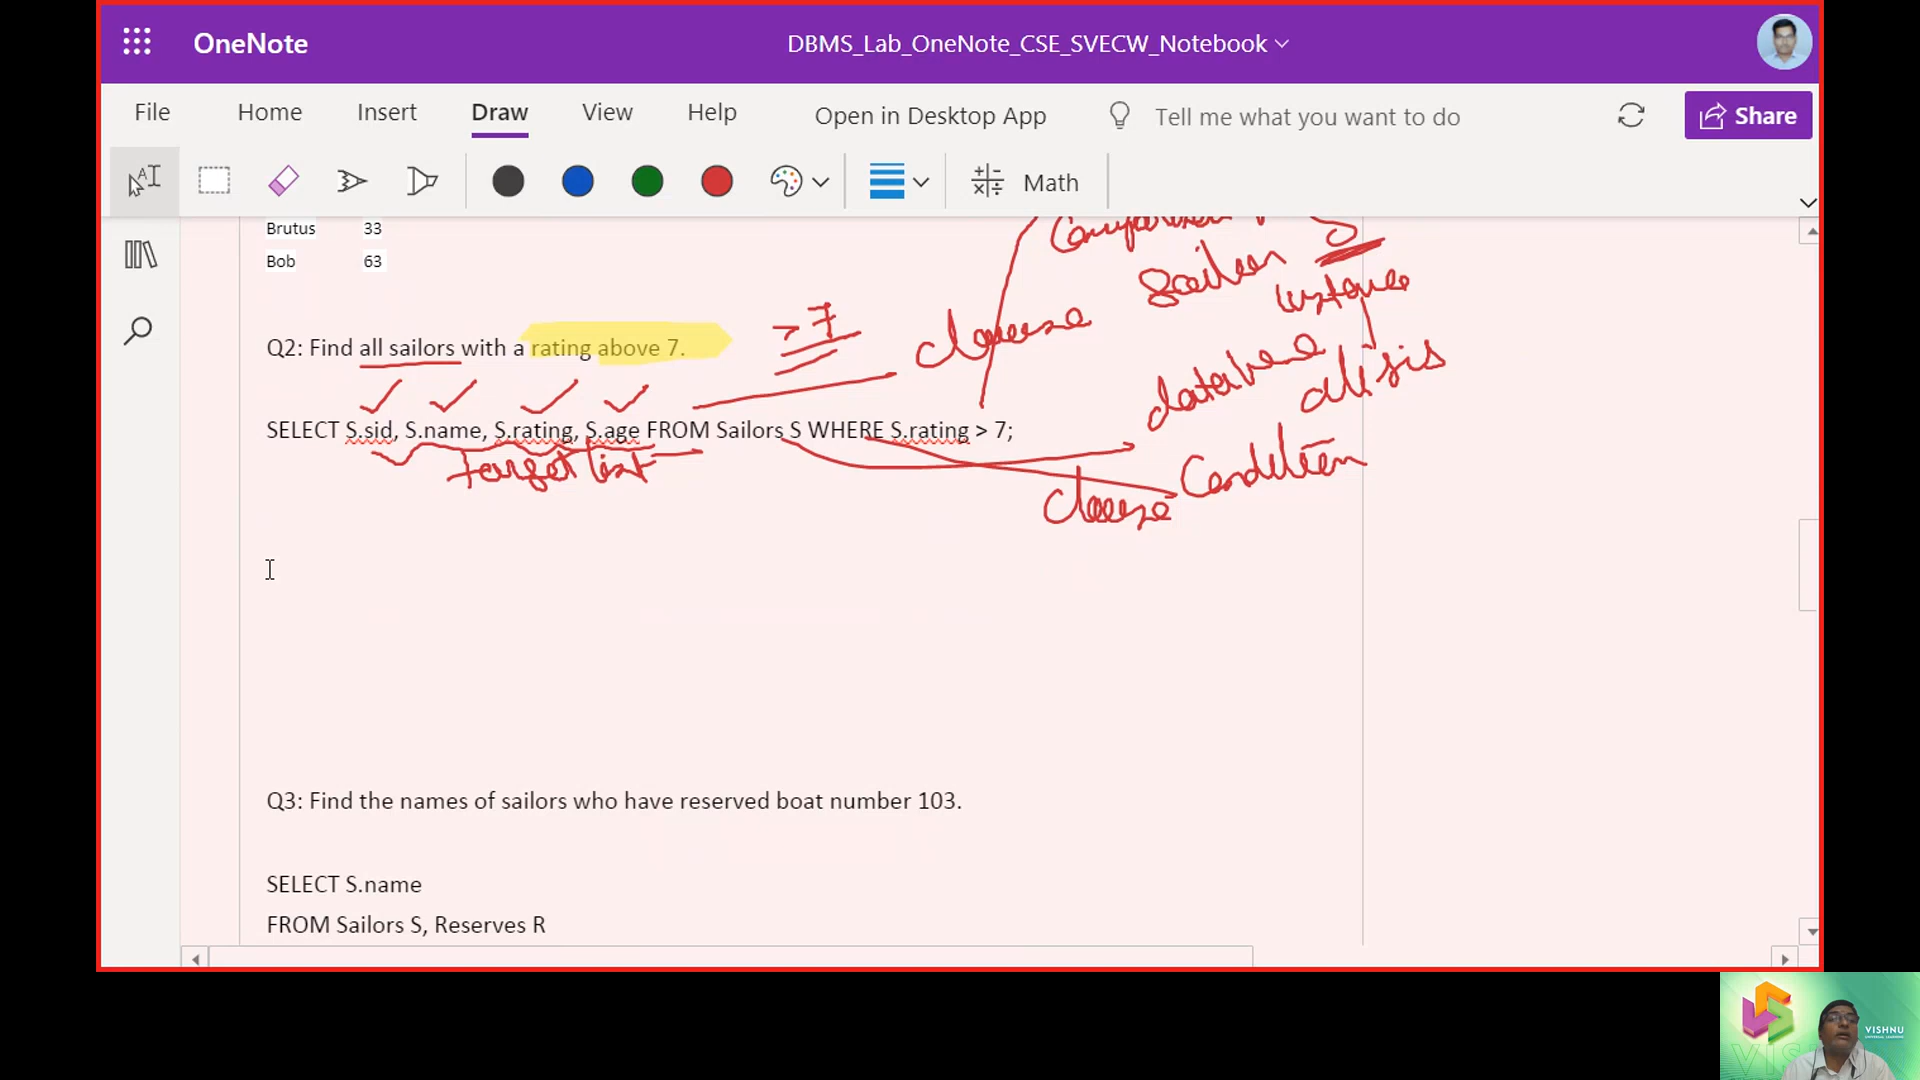 OneNote
DBMS_Lab_OneNote_CSE_SVECW_Notebook
File Home Insert Draw View Help Open in Desktop App Tell me what you want to do Share
Math
Brutus 33
Bob 63
S
Sailors
instance
Q2: Find all sailors with a rating above 7.
> 7
clause
database
SELECT S.sid, S.name, S.rating, S.age FROM Sailors S WHERE S.rating > 7;
Target list
Condition
clause
Q3: Find the names of sailors who have reserved boat number 103.
SELECT S.name
FROM Sailors S, Reserves R
VISHNU
UNIVERSAL LEARNING